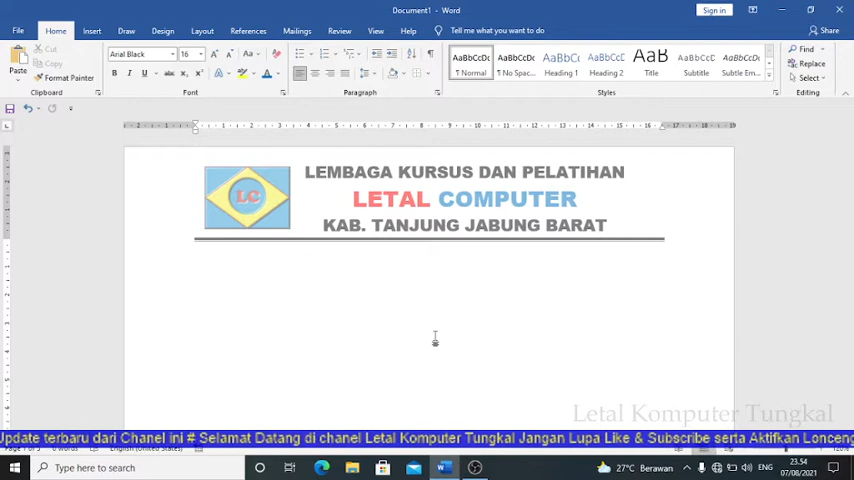 Document1 - Word
Sign in
File Home Insert Draw Design Layout References Mailings Review View Help Tell me what you want to do Share
Paste
Cut
Copy
Format Painter
Clipboard
Arial Black 16
Font
Paragraph
AaBbCcDc AaBbCcDc AaBbCc AaBbCcD AaB AaBbCcD AaBbCcDc
¶ Normal ¶ No Spac... Heading 1 Heading 2 Title Subtitle Subtle Em...
Styles
Find
Replace
Select
Editing
LC
LEMBAGA KURSUS DAN PELATIHAN
LETAL COMPUTER
KAB. TANJUNG JABUNG BARAT
Letal Komputer Tungkal
Update terbaru dari Chanel ini # Selamat Datang di chanel Letal Komputer Tungkal Jangan Lupa Like & Subscribe serta Aktifkan Lonceng
Type here to search
27°C Berawan
ENG
23.54
07/08/2021